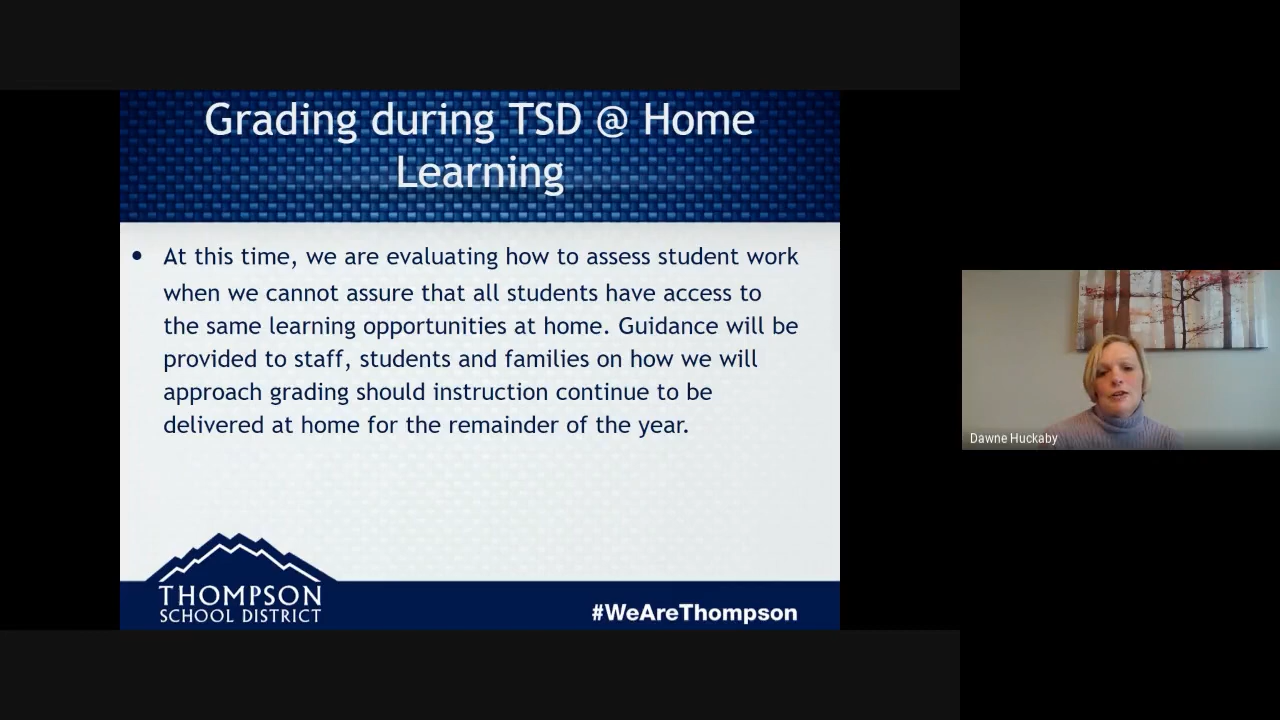 Grading during TSD @ Home
Learning
• At this time, we are evaluating how to assess student work
when we cannot assure that all students have access to
the same learning opportunities at home. Guidance will be
provided to staff, students and families on how we will
approach grading should instruction continue to be
delivered at home for the remainder of the year.
THOMPSON
SCHOOL DISTRICT
#WeAreThompson
Dawne Huckaby